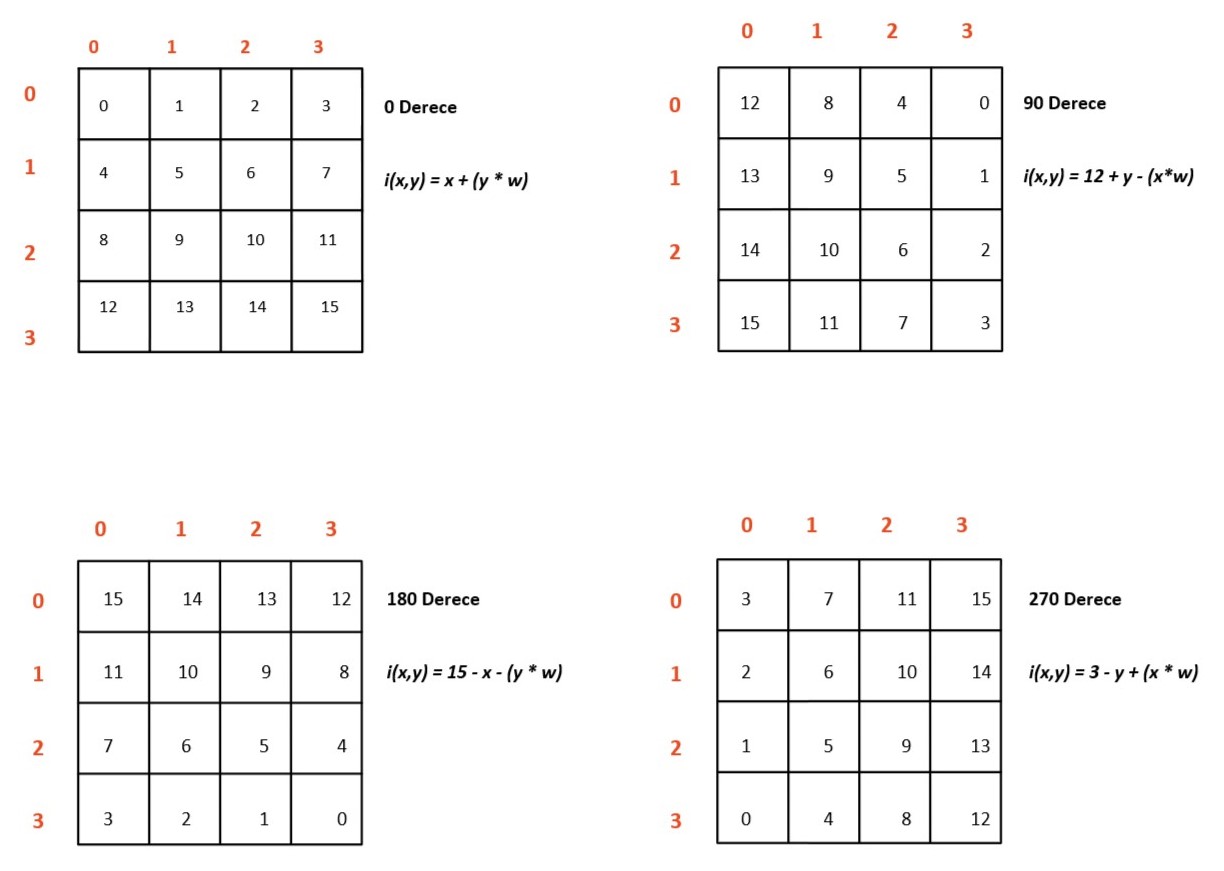 0 1 2 3
0 0 1 2 3 0 Derece
1 4 5 6 7 i(x,y) = x + (y * w)
2 8 9 10 11
3 12 13 14 15
0 1 2 3
0 12 8 4 0 90 Derece
1 13 9 5 1 i(x,y) = 12 + y - (x*w)
2 14 10 6 2
3 15 11 7 3
0 1 2 3
0 15 14 13 12 180 Derece
1 11 10 9 8 i(x,y) = 15 - x - (y * w)
2 7 6 5 4
3 3 2 1 0
0 1 2 3
0 3 7 11 15 270 Derece
1 2 6 10 14 i(x,y) = 3 - y + (x * w)
2 1 5 9 13
3 0 4 8 12